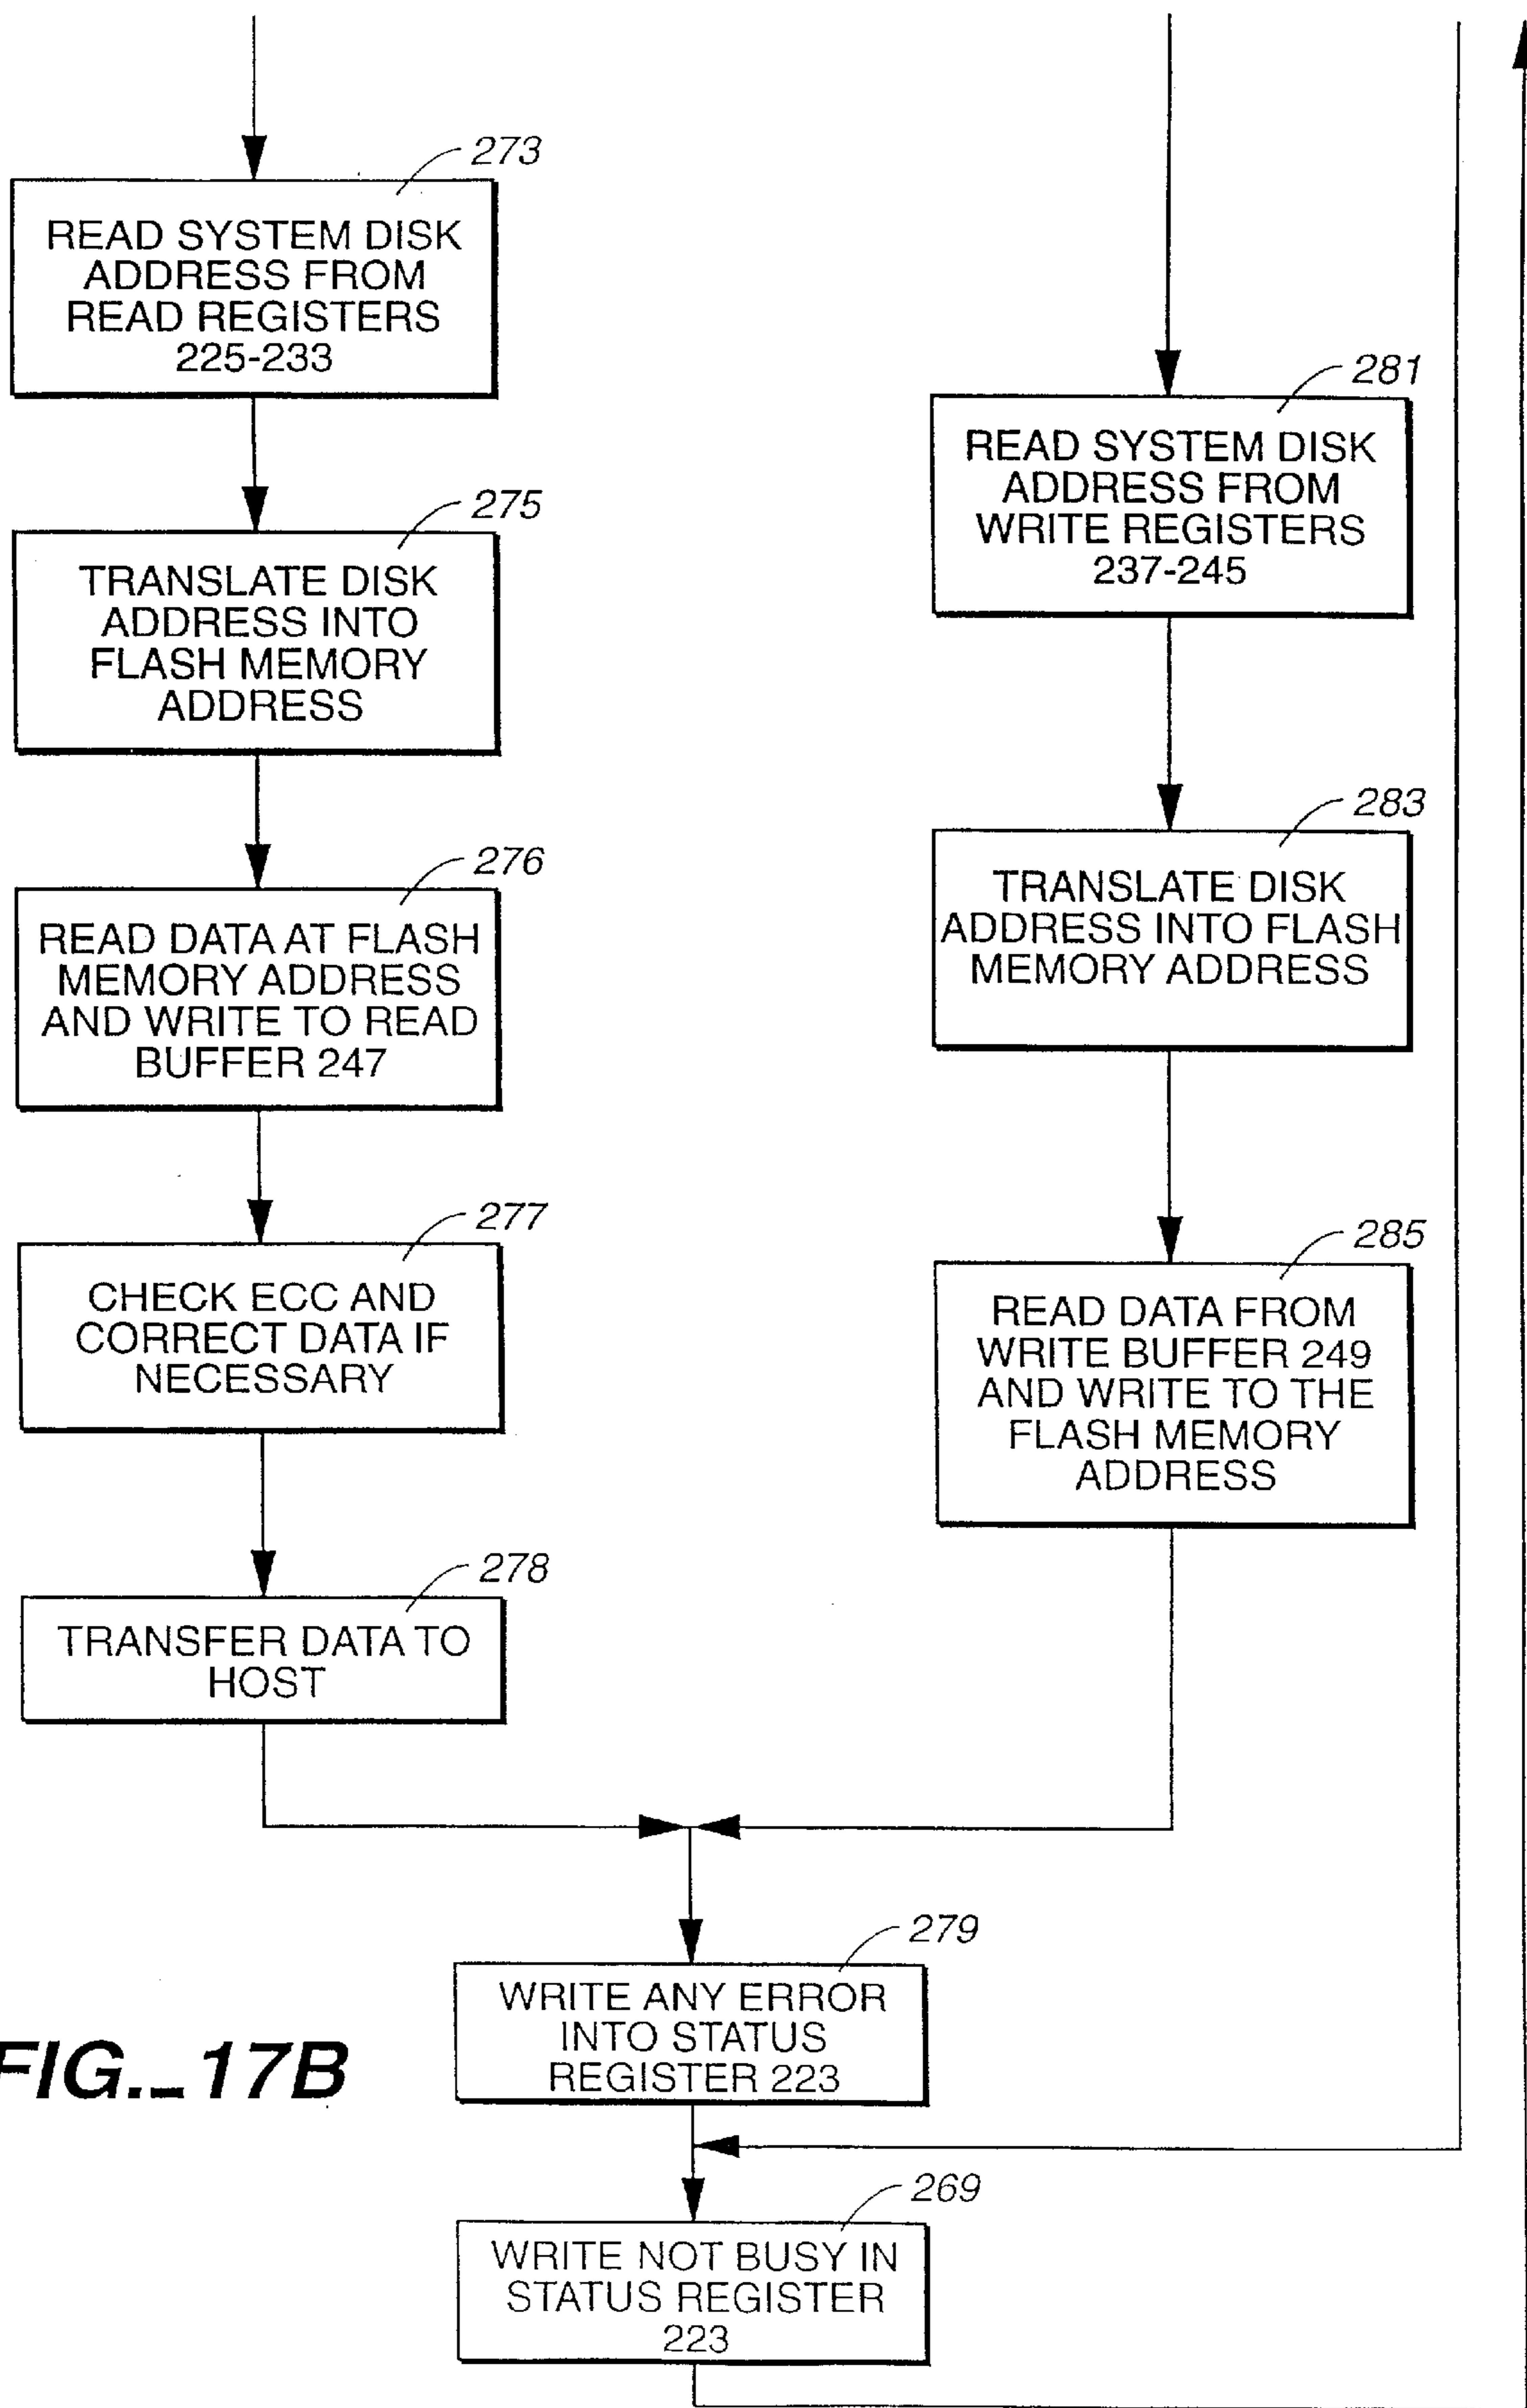 273
READ SYSTEM DISK
ADDRESS FROM
READ REGISTERS
225-233
275
TRANSLATE DISK
ADDRESS INTO
FLASH MEMORY
ADDRESS
276
READ DATA AT FLASH
MEMORY ADDRESS
AND WRITE TO READ
BUFFER 247
277
CHECK ECC AND
CORRECT DATA IF
NECESSARY
278
TRANSFER DATA TO
HOST
281
READ SYSTEM DISK
ADDRESS FROM
WRITE REGISTERS
237-245
283
TRANSLATE DISK
ADDRESS INTO FLASH
MEMORY ADDRESS
285
READ DATA FROM
WRITE BUFFER 249
AND WRITE TO THE
FLASH MEMORY
ADDRESS
279
WRITE ANY ERROR
INTO STATUS
REGISTER 223
269
WRITE NOT BUSY IN
STATUS REGISTER
223
FIG._17B